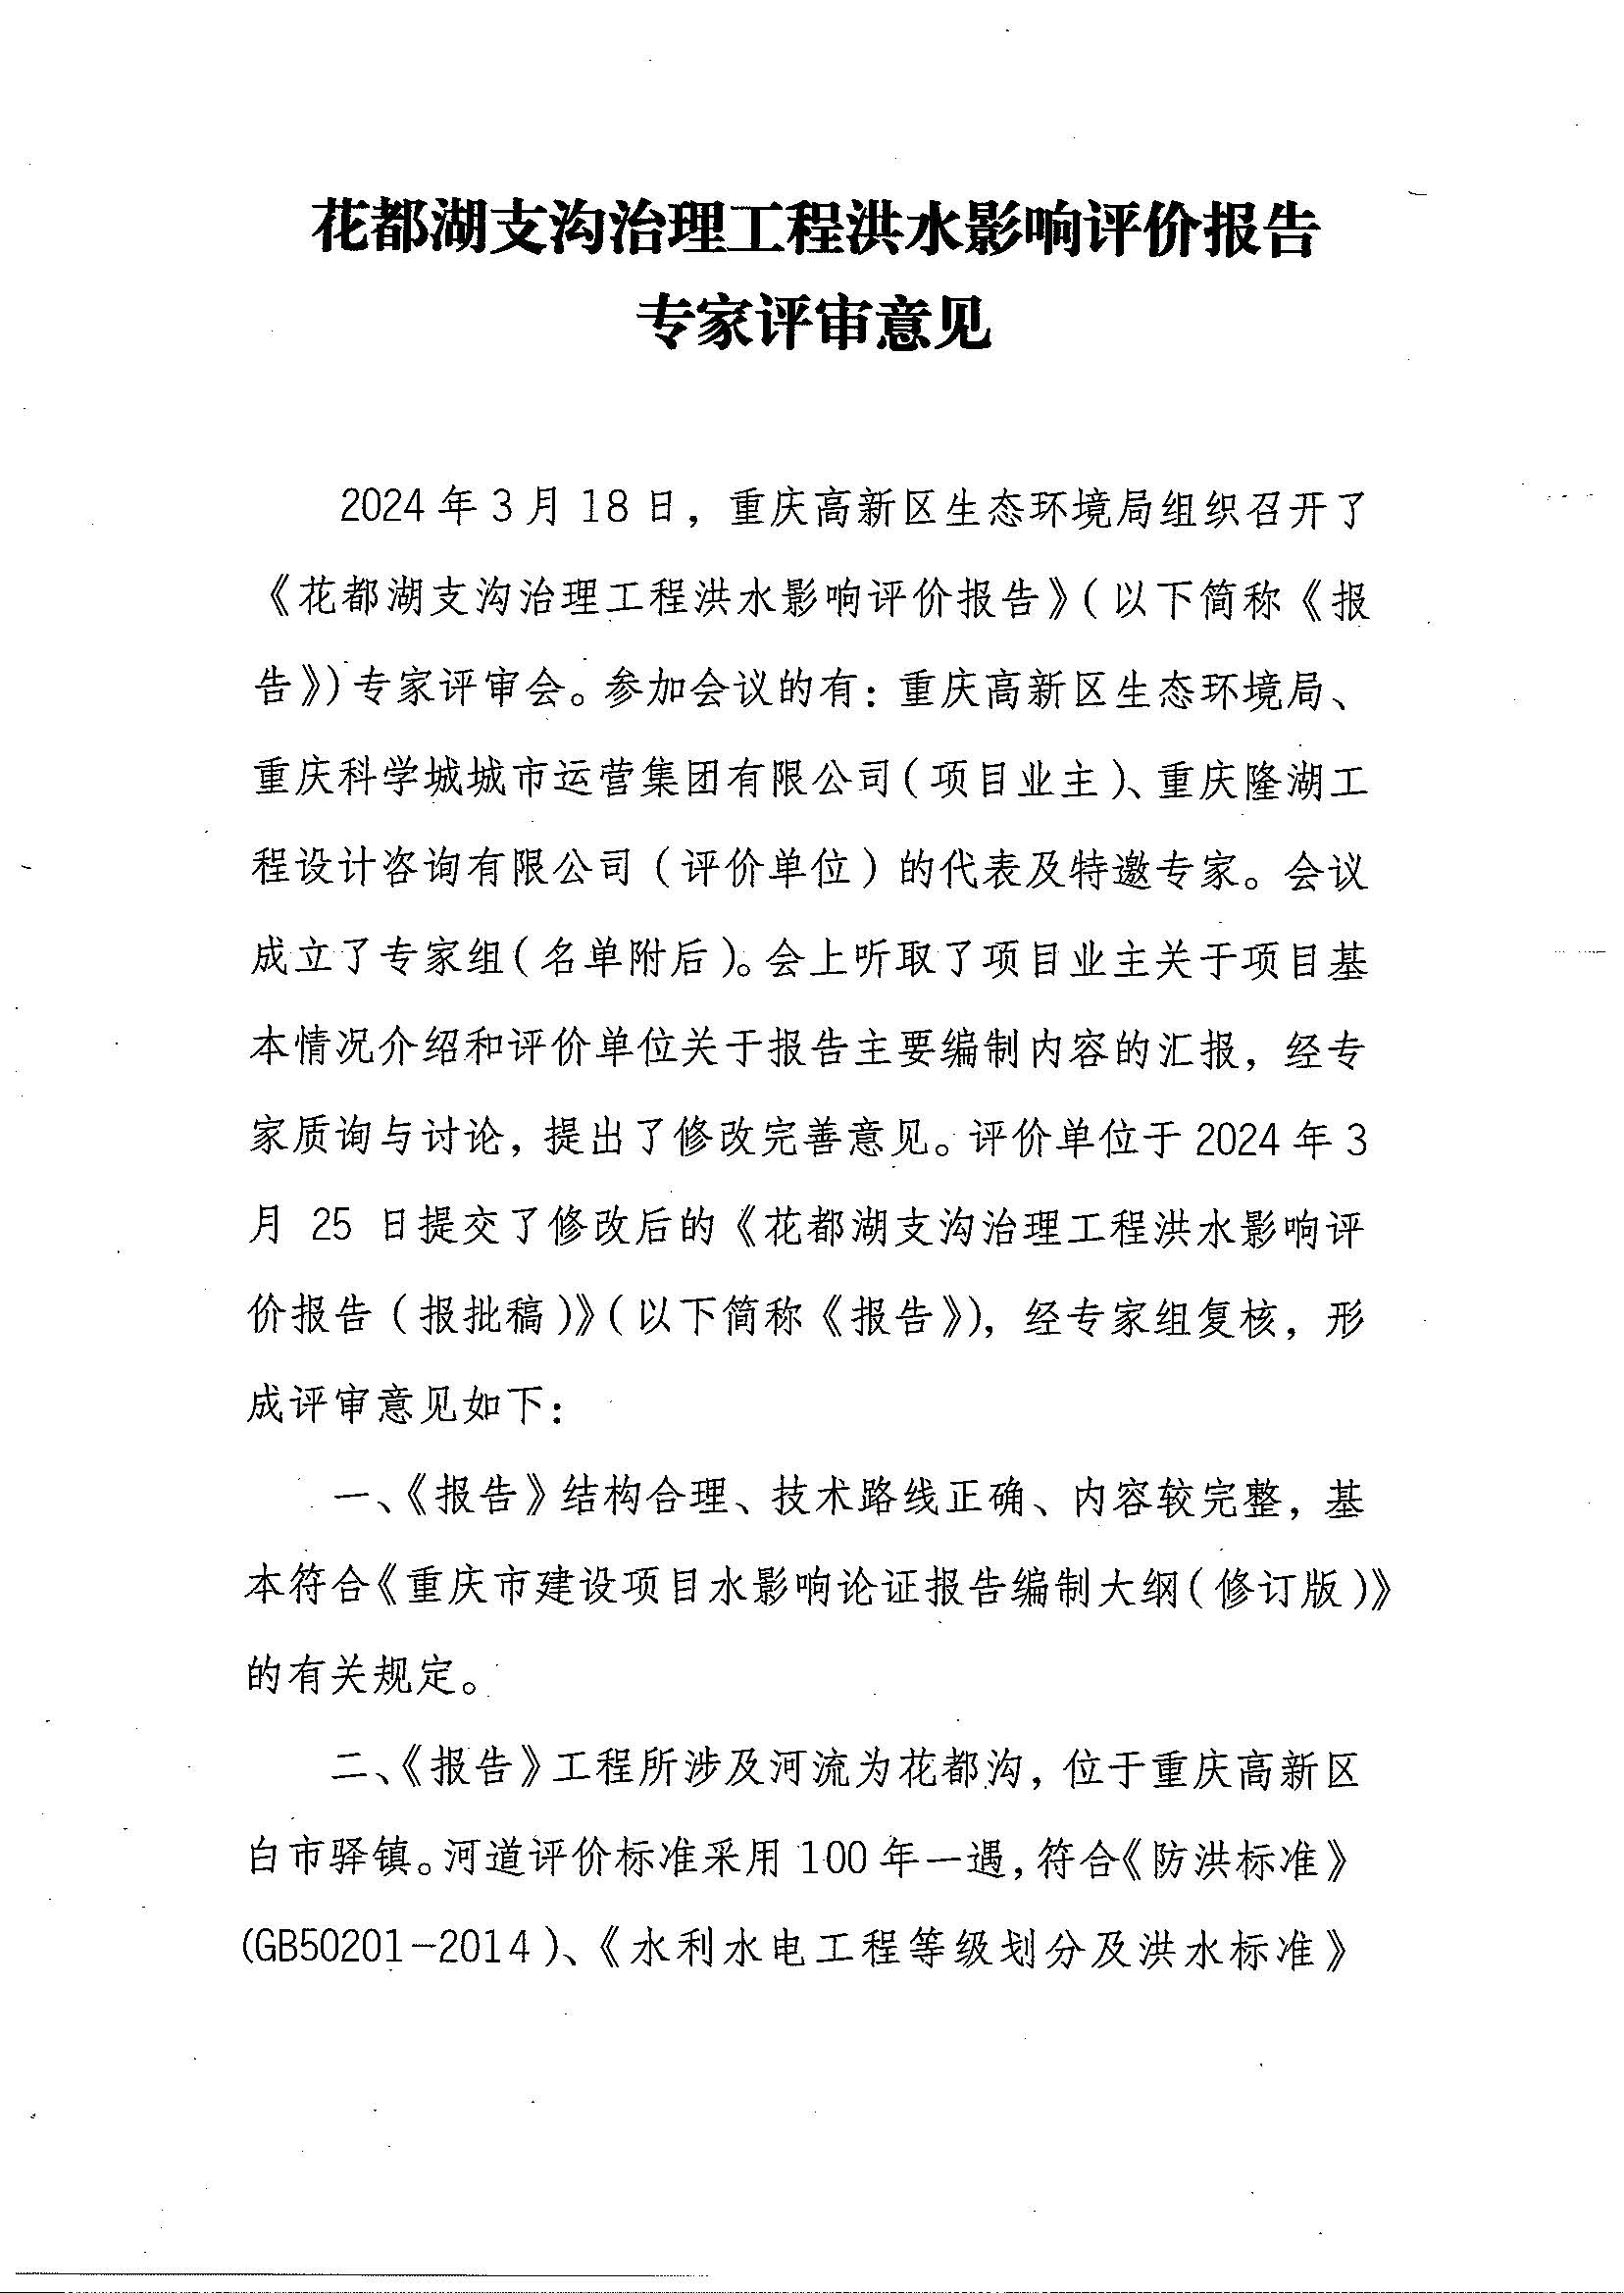 花都湖支沟治理工程洪水影响评价报告
专家评审意见
2024年3月18日，重庆高新区生态环境局组织召开了
《花都湖支沟治理工程洪水影响评价报告》（以下简称《报
告》）专家评审会。参加会议的有：重庆高新区生态环境局、
重庆科学城城市运营集团有限公司（项目业主）、重庆隆湖工
程设计咨询有限公司（评价单位）的代表及特邀专家。会议
成立了专家组（名单附后）。会上听取了项目业主关于项目基
本情况介绍和评价单位关于报告主要编制内容的汇报，经专
家质询与讨论，提出了修改完善意见。评价单位于2024年3
月 25 日提交了修改后的《花都湖支沟治理工程洪水影响评
价报告（报批稿）》（以下简称《报告》），经专家组复核，形
成评审意见如下：
一、《报告》结构合理、技术路线正确、内容较完整，基
本符合《重庆市建设项目水影响论证报告编制大纲（修订版）》
的有关规定。
二、《报告》工程所涉及河流为花都沟，位于重庆高新区
白市驿镇。河道评价标准采用100年一遇，符合《防洪标准》
(GB50201-2014）、《水利水电工程等级划分及洪水标准》